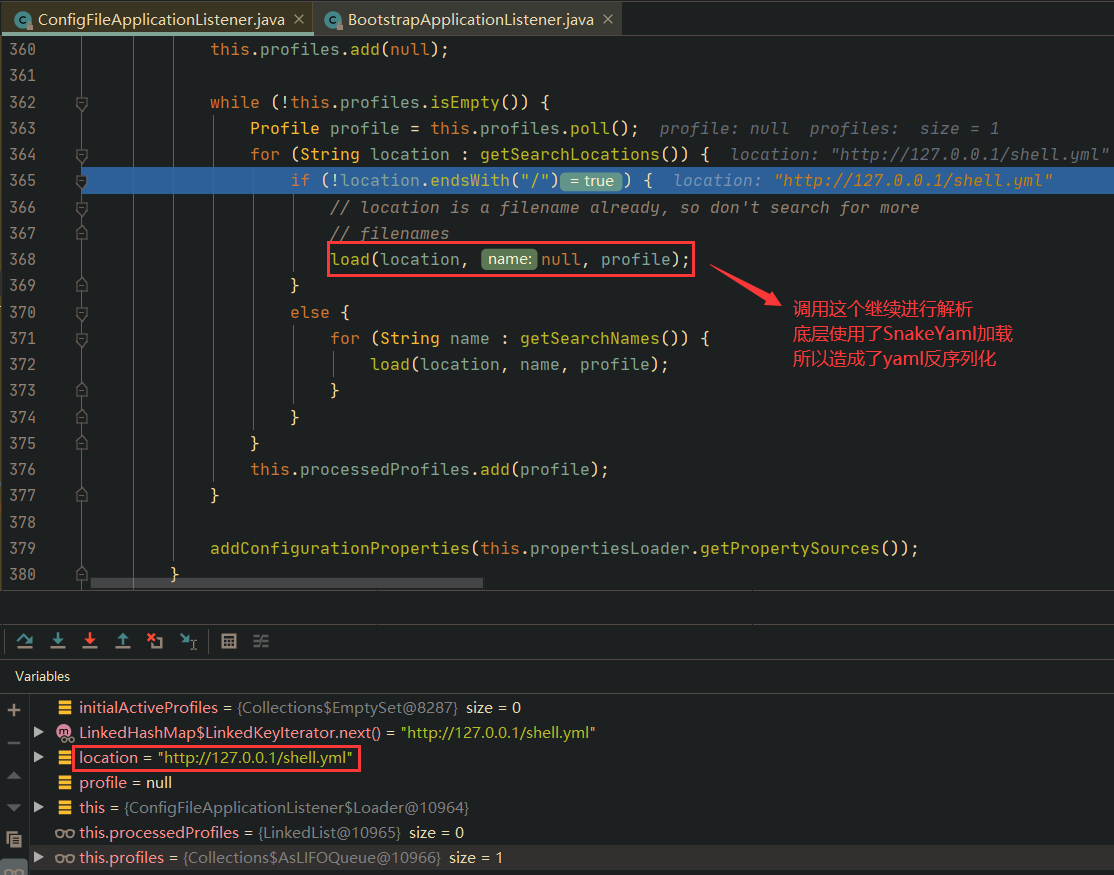 ConfigFileApplicationListener.java × BootstrapApplicationListener.java ×
360 this.profiles.add(null);
361
362 while (!this.profiles.isEmpty()) {
363 Profile profile = this.profiles.poll(); profile: null profiles: size = 1
364 for (String location : getSearchLocations()) { location: "http://127.0.0.1/shell.yml"
365 if (!location.endsWith("/") = true ) { location: "http://127.0.0.1/shell.yml"
366 // location is a filename already, so don't search for more
367 // filenames
368 load(location, name: null, profile);
369 }
370 else {
371 for (String name : getSearchNames()) {
372 load(location, name, profile);
373 }
374 }
375 }
376 this.processedProfiles.add(profile);
377 }
378
379 addConfigurationProperties(this.propertiesLoader.getPropertySources());
380 }
调用这个继续进行解析
底层使用了SnakeYaml加载
所以造成了yaml反序列化
Variables
initialActiveProfiles = {Collections$EmptySet@8287} size = 0
LinkedHashMap$LinkedKeyIterator.next() = "http://127.0.0.1/shell.yml"
location = "http://127.0.0.1/shell.yml"
profile = null
this = {ConfigFileApplicationListener$Loader@10964}
this.processedProfiles = {LinkedList@10965} size = 0
this.profiles = {Collections$AsLIFOQueue@10966} size = 1